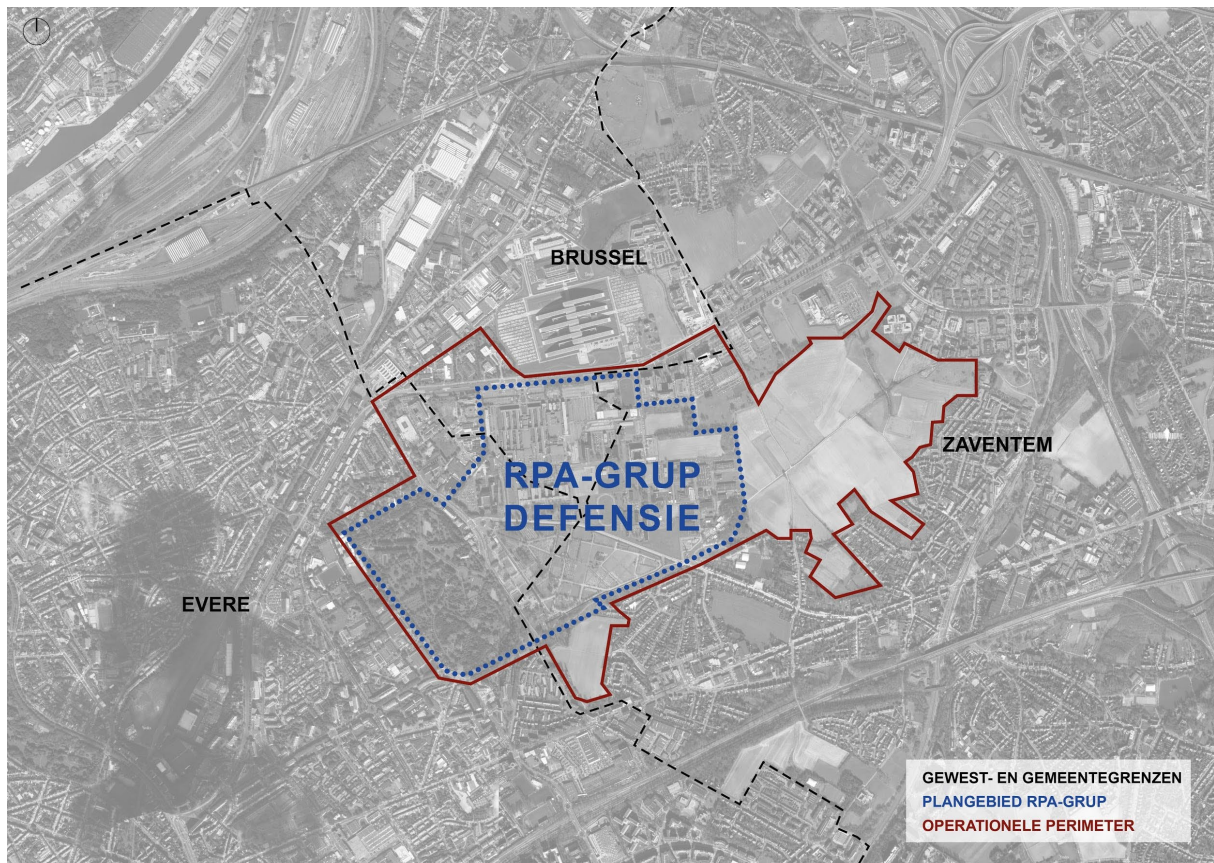 BRUSSEL
ZAVENTEM
RPA-GRUP
DEFENSIE
EVERE
GEWEST- EN GEMEENTEGRENZEN
PLANGEBIED RPA-GRUP
OPERATIONELE PERIMETER